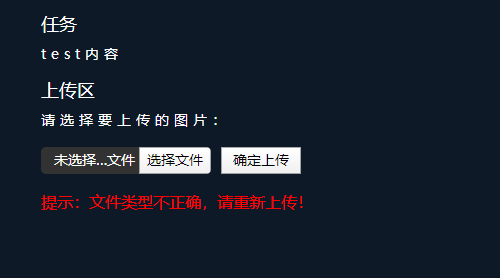 任务
test内容
上传区
请选择要上传的图片：
未选择...文件 选择文件 确定上传
提示：文件类型不正确，请重新上传！